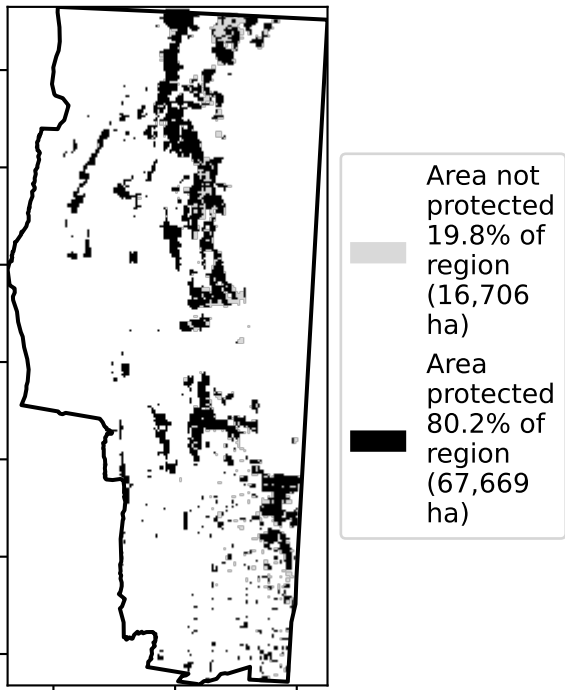 Area not
protected
19.8% of
region
(16,706
ha)
Area
protected
80.2% of
region
(67,669
ha)